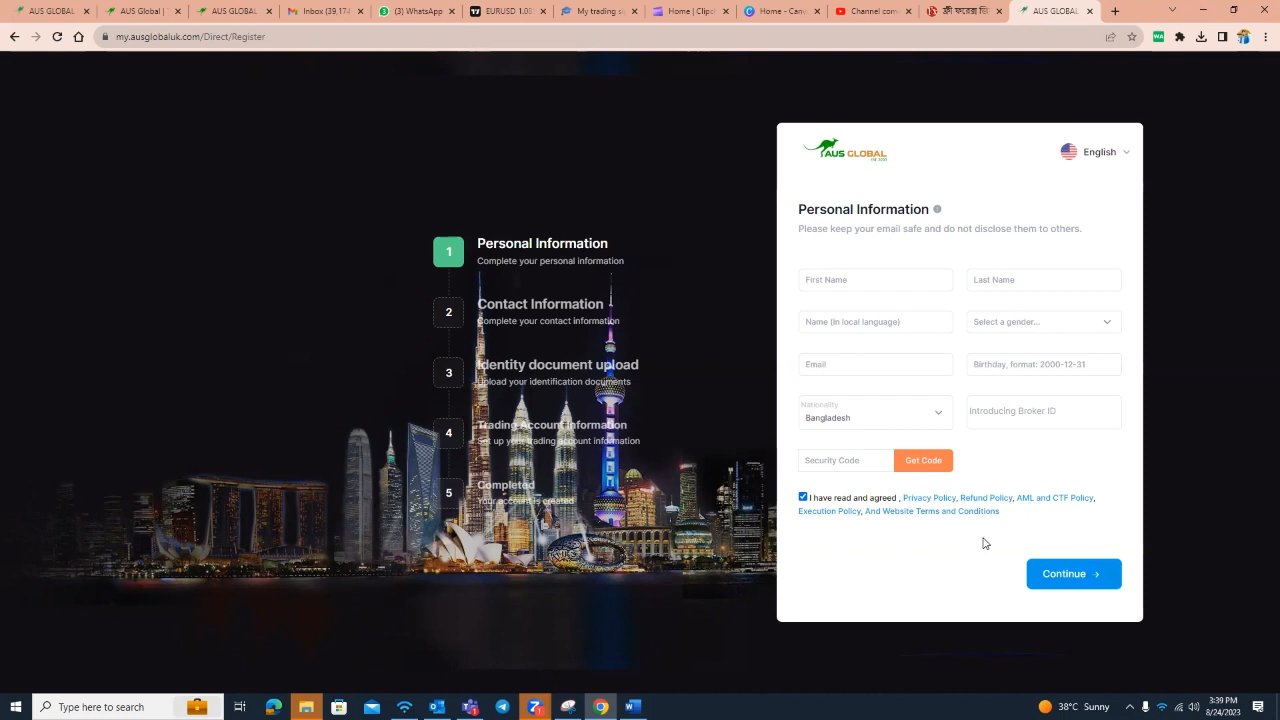 AUS GLOBAL
AUS GLOBAL
Inbox (39,174
(3) WhatsApp
EURUSD 1.08
My trading
Home | Dpb
Home - Canv
Chang
AUS GLOBAL
my.ausglobaluk.com/Direct/Register
AUS GLOBAL
English
Personal Information
Please keep your email safe and do not disclose them to others.
1
Personal Information
Complete your personal information
2
Contact Information
Complete your contact information
3
Identity document upload
Upload your identification documents
4
Trading Account Information
Set up your trading account information
5
Completed
Your account is created
First Name
Last Name
Name (in local language)
Select a gender...
Email
Birthday, format: 2000-12-31
Nationality
Bangladesh
Introducing Broker ID
Security Code
Get Code
I have read and agreed , Privacy Policy, Refund Policy, AML and CTF Policy,
Execution Policy, And Website Terms and Conditions
Continue →
Type here to search
38°C Sunny
3:39 PM
8/24/2023